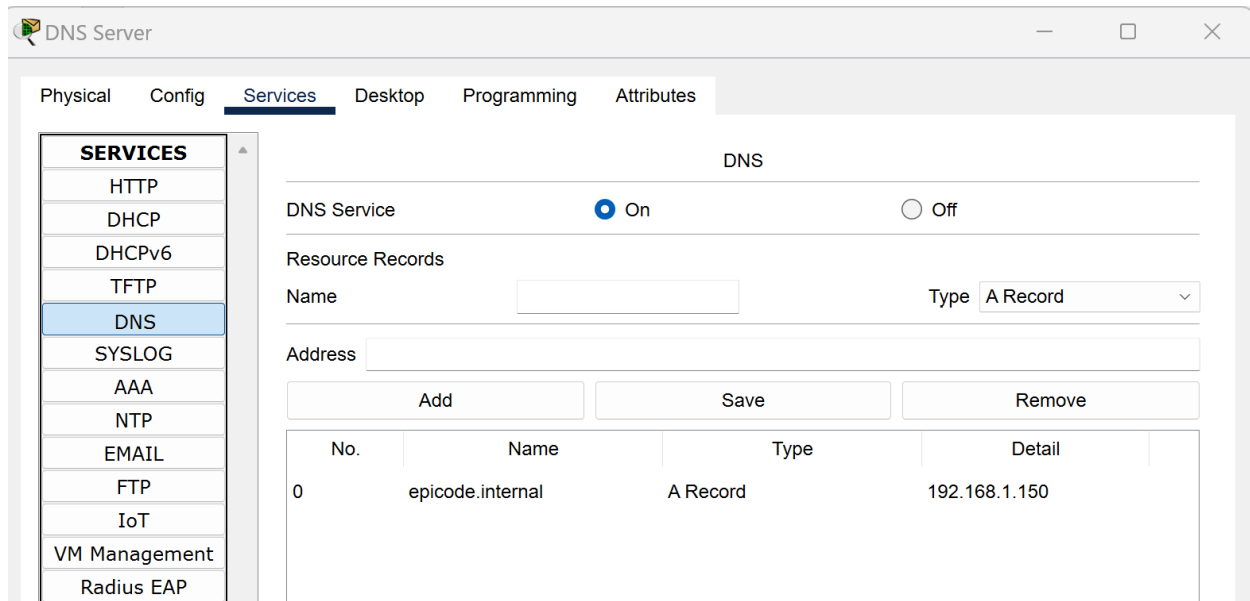 DNS Server
Physical Config Services Desktop Programming Attributes
SERVICES
HTTP
DHCP
DHCPv6
TFTP
DNS
SYSLOG
AAA
NTP
EMAIL
FTP
IoT
VM Management
Radius EAP
DNS
DNS Service On Off
Resource Records
Name Type A Record
Address
Add Save Remove
No. Name Type Detail
0 epicode.internal A Record 192.168.1.150